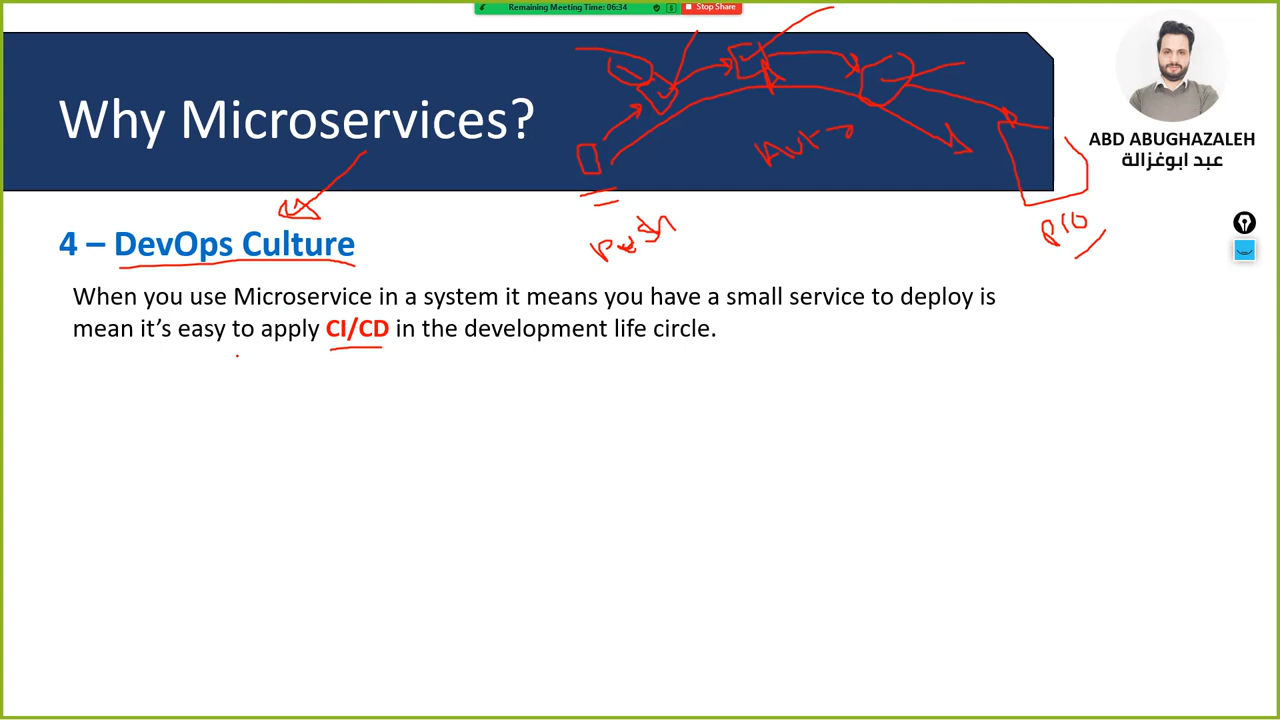 Remaining Meeting Time: 06:34
Stop Share
Why Microservices?
ABD ABUGHAZALEH
عبد ابوغزالة
Auto
Push
4 – DevOps Culture
When you use Microservice in a system it means you have a small service to deploy is
mean it's easy to apply CI/CD in the development life circle.